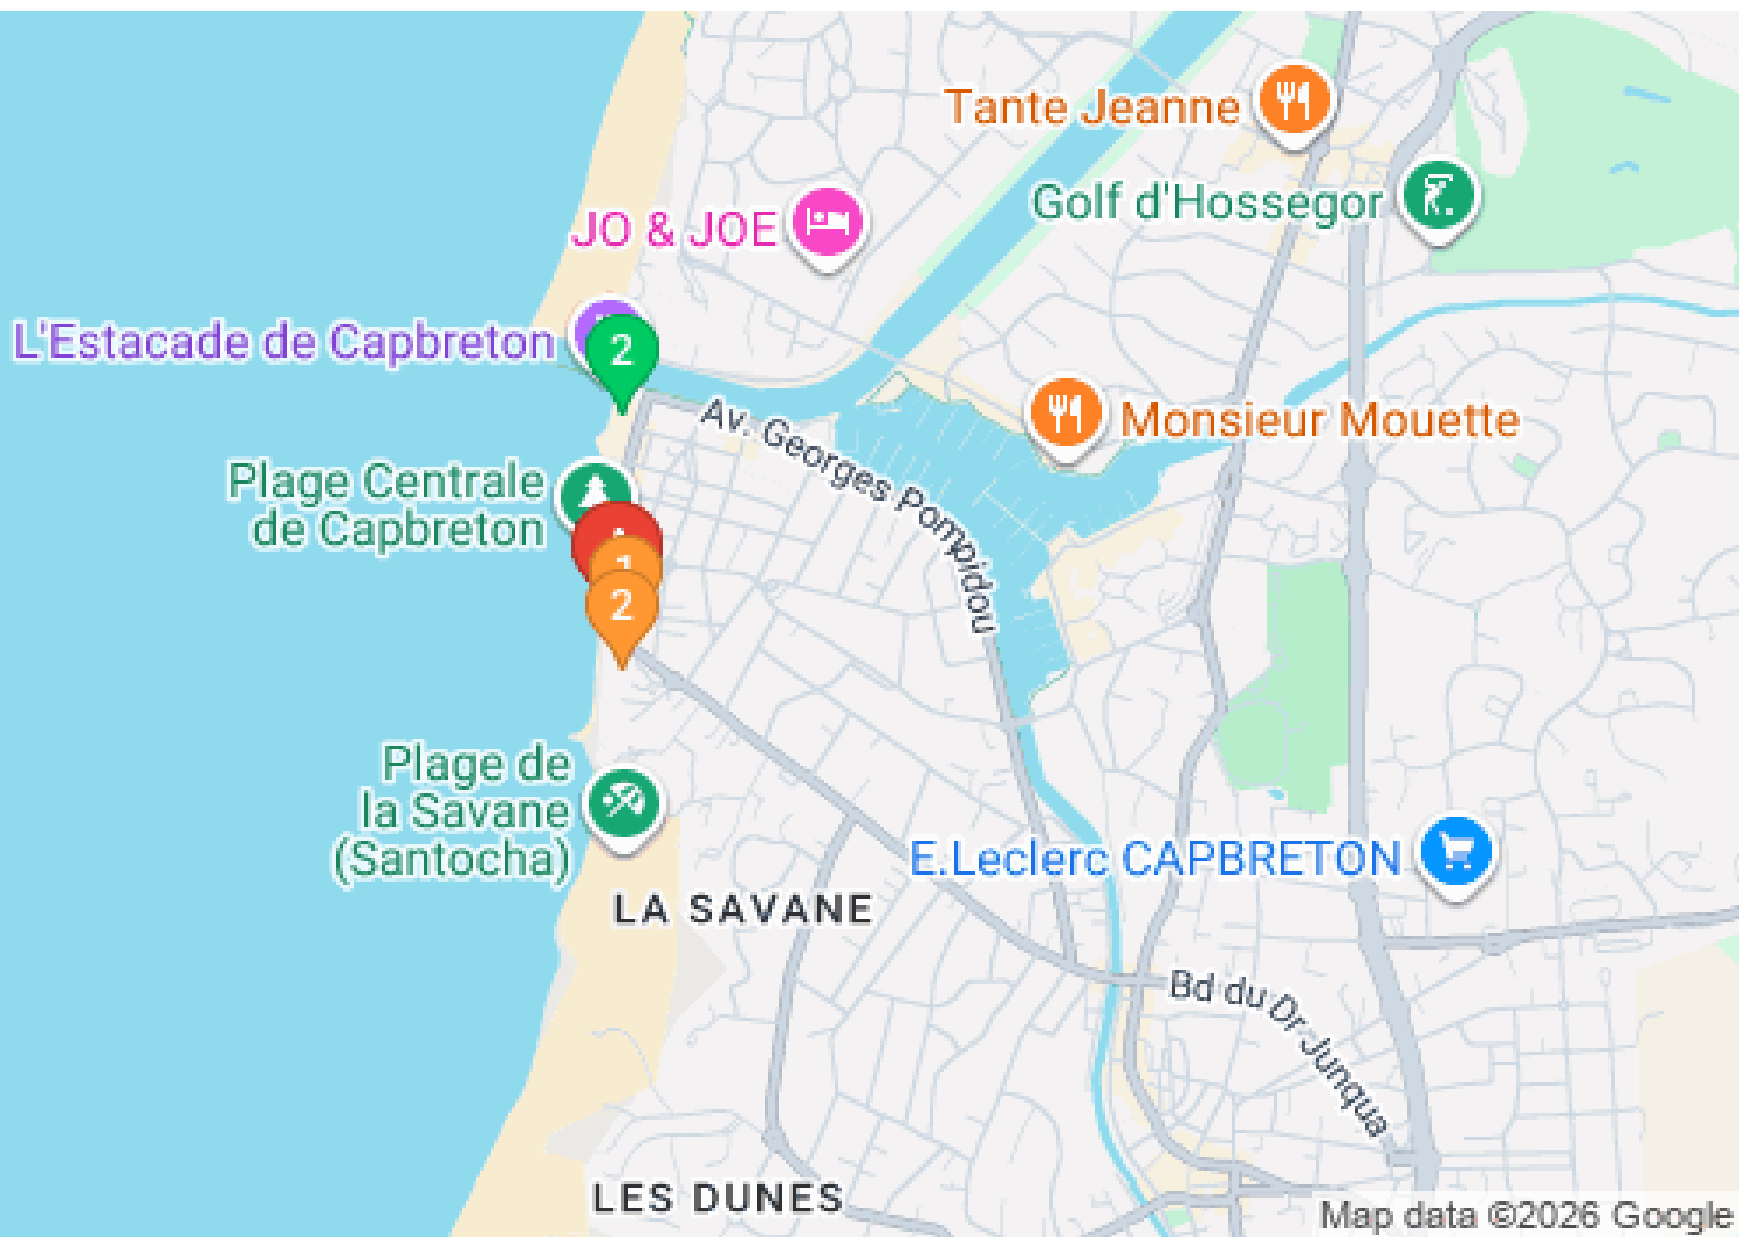 Tante Jeanne
Golf d'Hossegor
JO & JOE
L'Estacade de Capbreton
2
Av. Georges Pompidou
Monsieur Mouette
Plage Centrale
de Capbreton
1
2
Plage de
la Savane
(Santocha)
E.Leclerc CAPBRETON
LA SAVANE
Bd du Dr Junqua
LES DUNES
Map data ©2026 Google